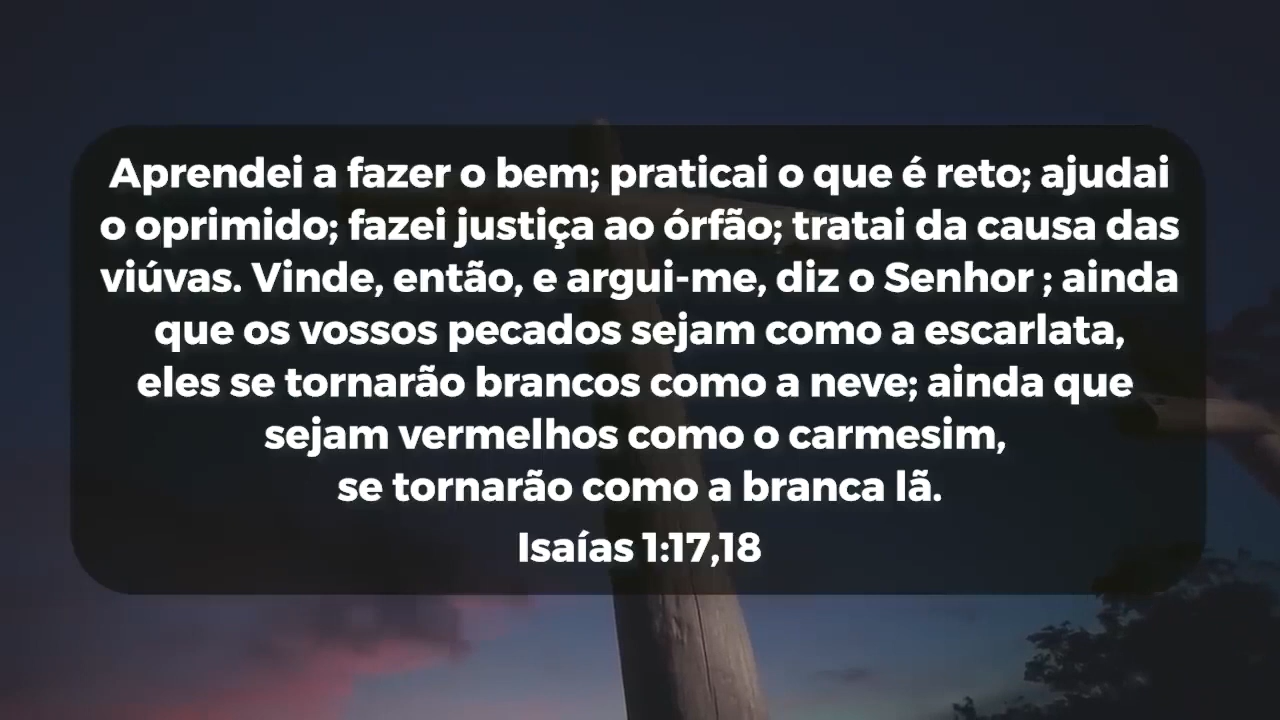 Aprendei a fazer o bem; praticai o que é reto; ajudai
o oprimido; fazei justiça ao órfão; tratai da causa das
viúvas. Vinde, então, e argui-me, diz o Senhor ; ainda
que os vossos pecados sejam como a escarlata,
eles se tornarão brancos como a neve; ainda que
sejam vermelhos como o carmesim,
se tornarão como a branca lã.
Isaías 1:17,18